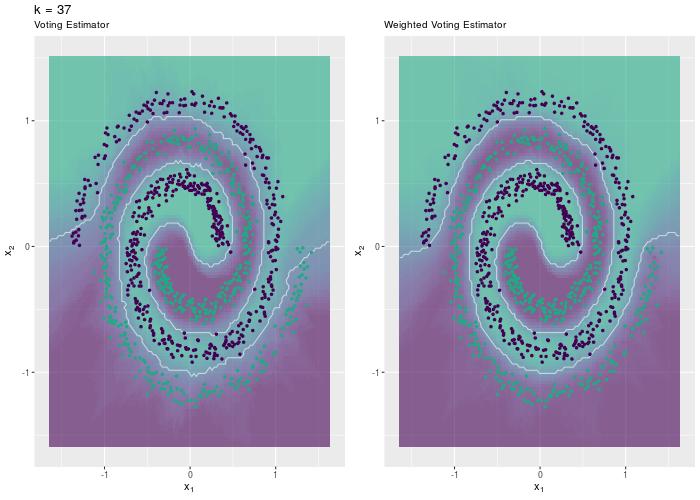 k = 37
Voting Estimator
Weighted Voting Estimator
1
0
-1
x2
-1
0
1
x1
1
0
-1
x2
-1
0
1
x1